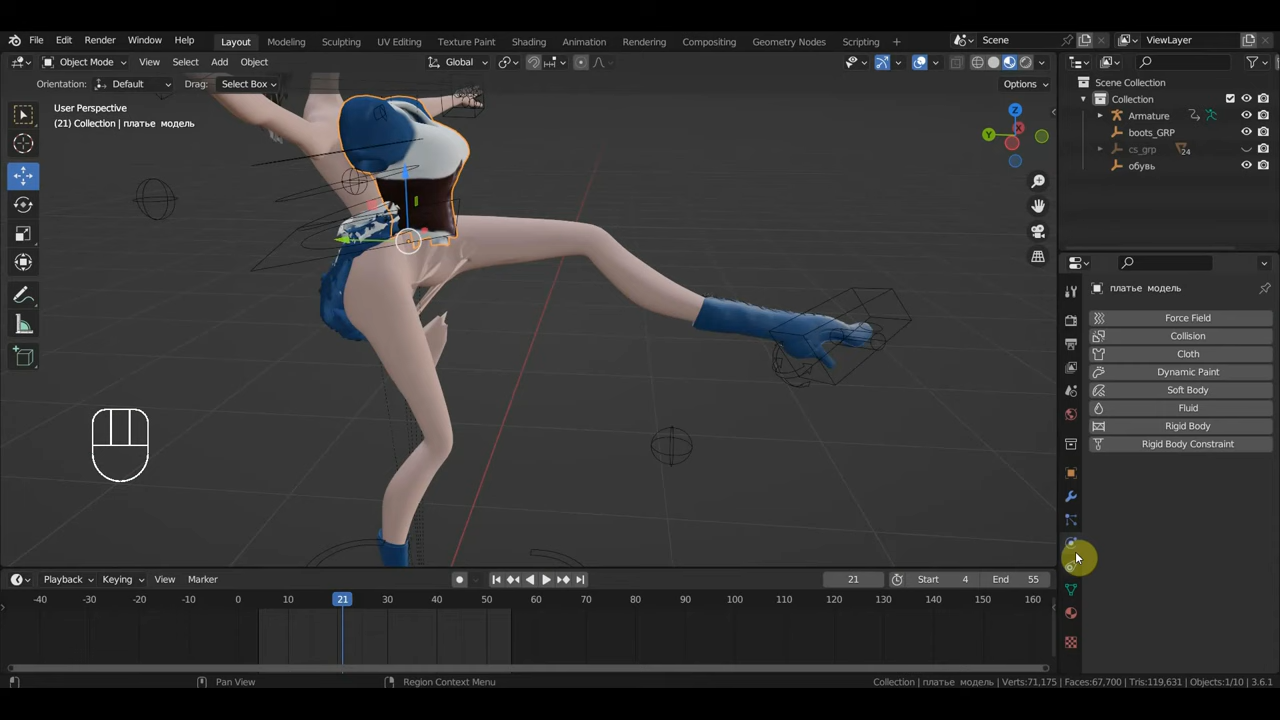 File Edit Render Window Help Layout Modeling Sculpting UV Editing Texture Paint Shading Animation Rendering Compositing Geometry Nodes Scripting + Scene ViewLayer
Object Mode View Select Add Object Global
Orientation: Default Drag: Select Box Options
User Perspective
(21) Collection | платье модель
Z
Y
X
Scene Collection
Collection
Armature
boots_GRP
cs_grp 24
обувь
платье модель
Force Field
Collision
Cloth
Dynamic Paint
Soft Body
Fluid
Rigid Body
Rigid Body Constraint
Playback Keying View Marker 21 Start 4 End 55
-40 -30 -20 -10 0 10 21 30 40 50 60 70 80 90 100 110 120 130 140 150 160
Pan View Region Context Menu Collection | платье модель | Verts:71,175 | Faces:67,700 | Tris:119,631 | Objects:1/10 | 3.6.1